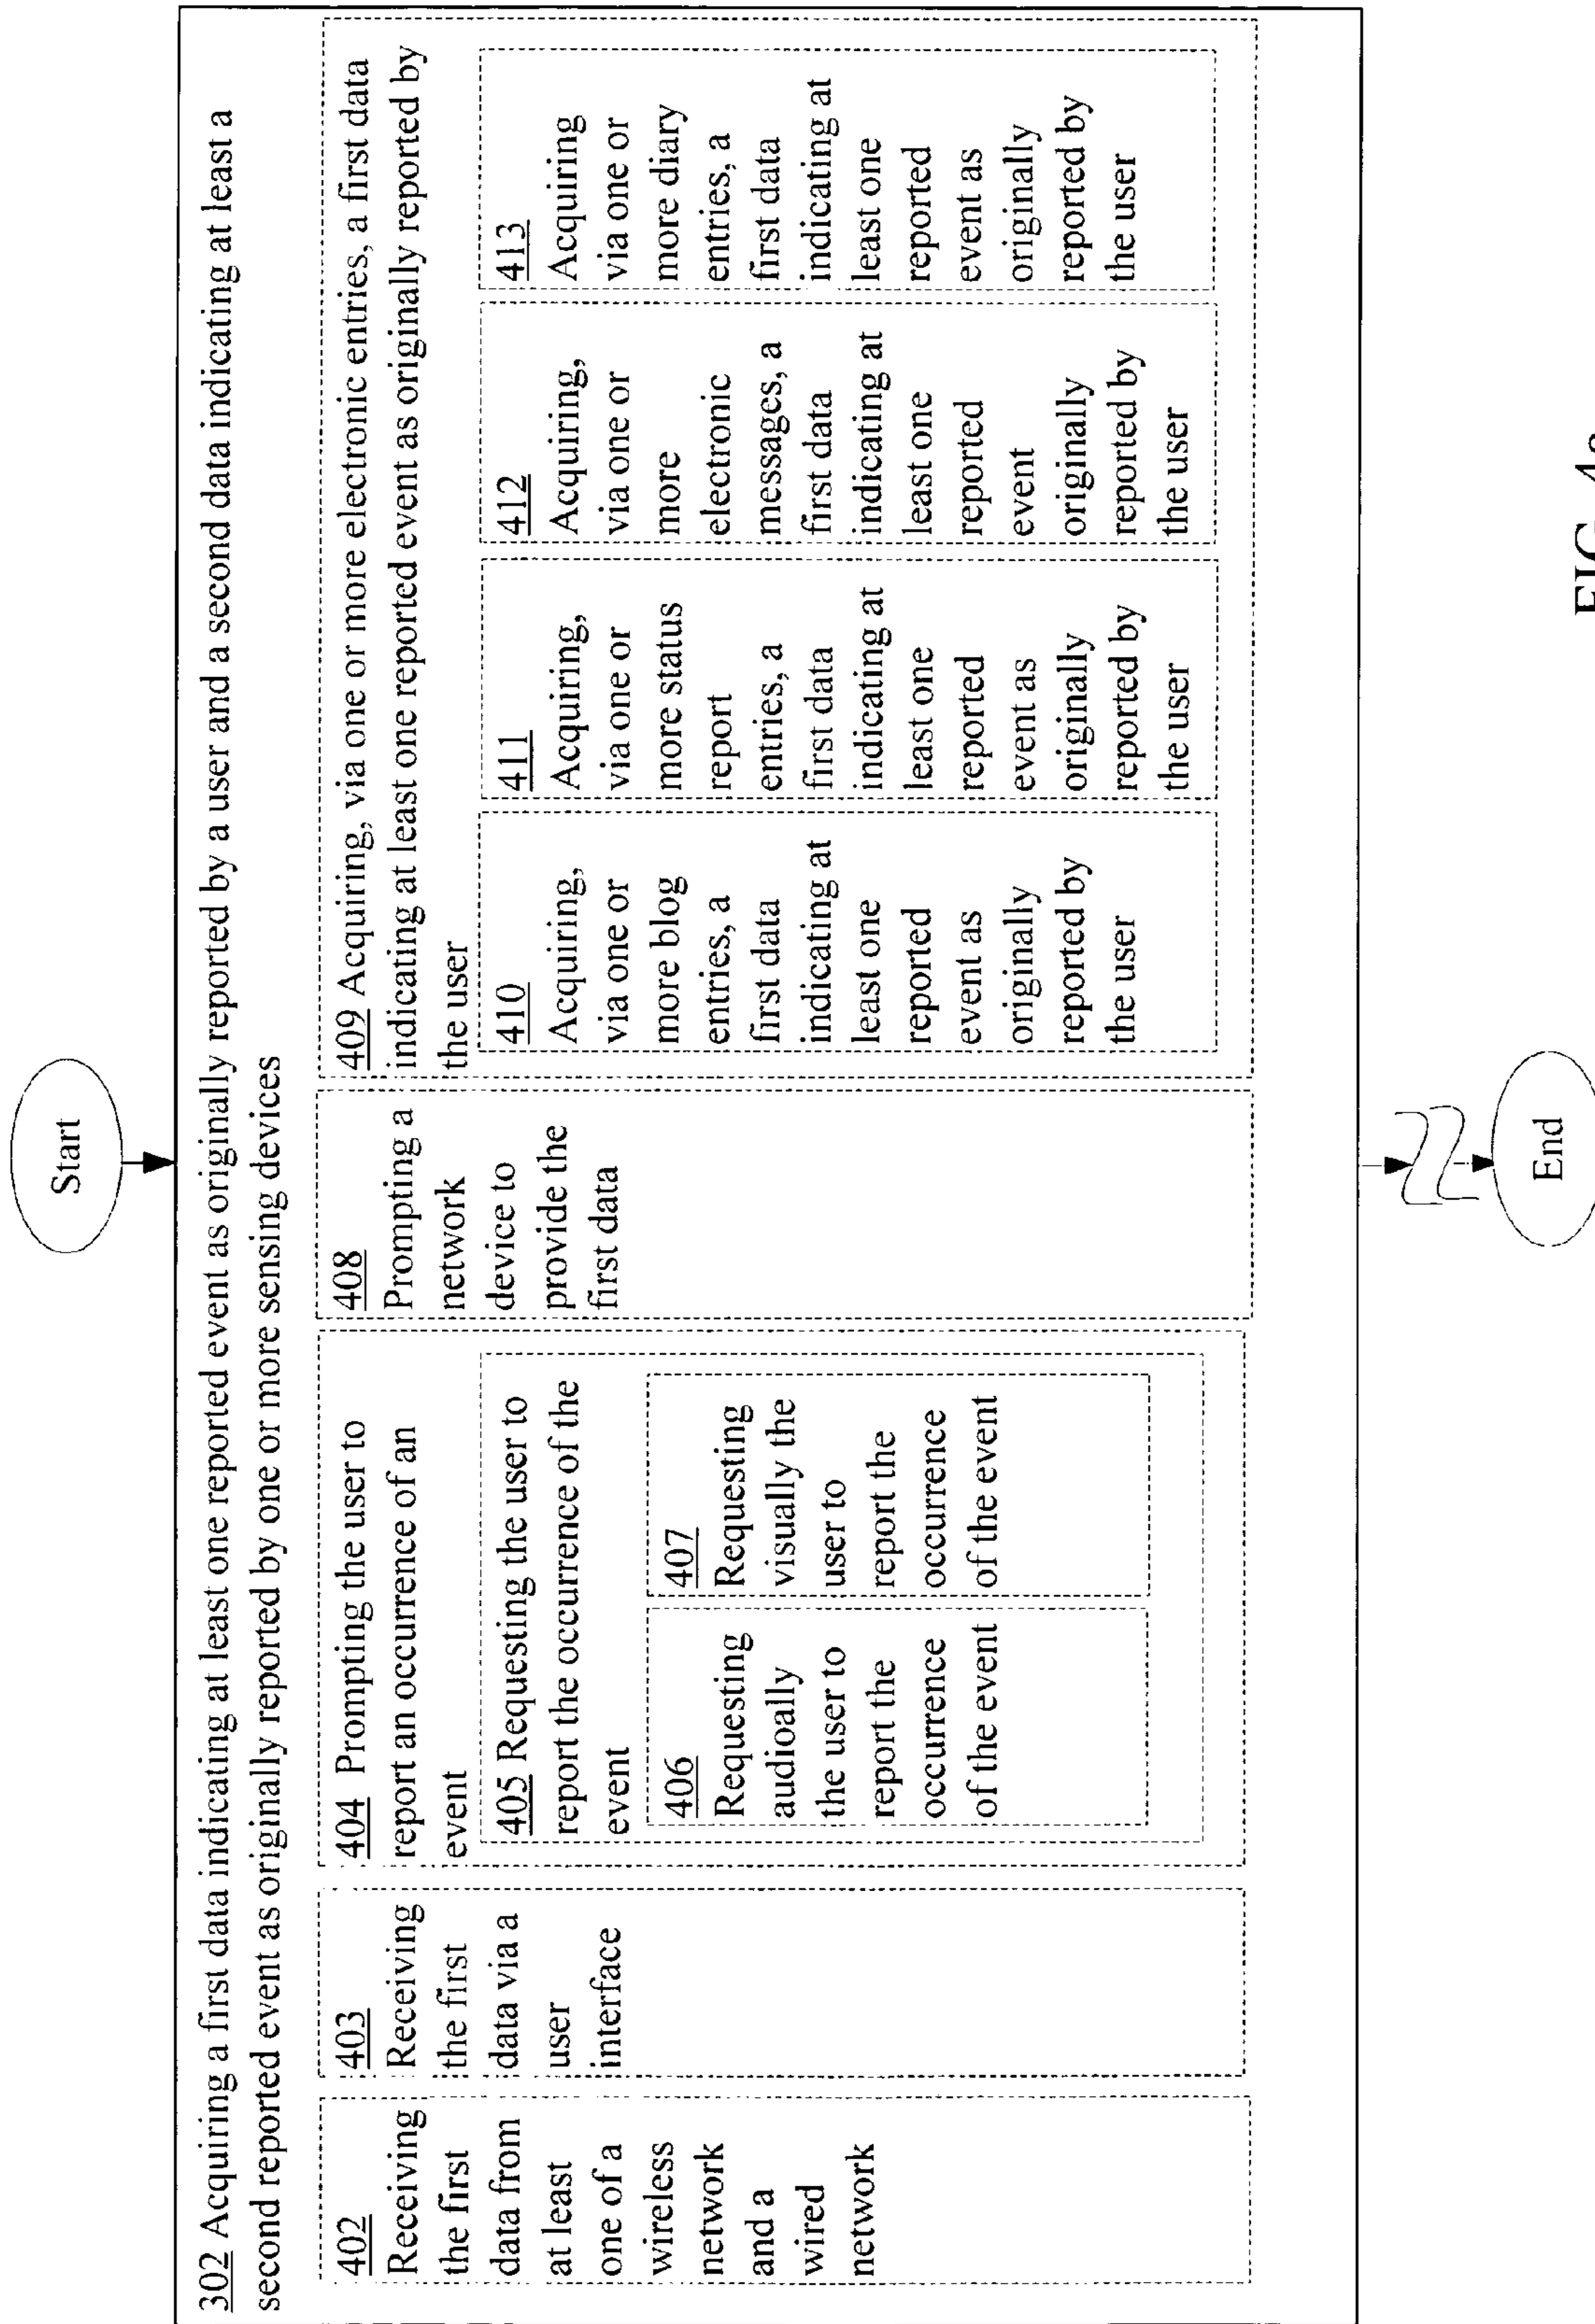 Start
302 Acquiring a first data indicating at least one reported event as originally reported by a user and a second data indicating at least a
second reported event as originally reported by one or more sensing devices
402
Receiving
the first
data from
at least
one of a
wireless
network
and a
wired
network
403
Receiving
the first
data via a
user
interface
404 Prompting the user to
report an occurrence of an
event
405 Requesting the user to
report the occurrence of the
event
406
Requesting
audioally
the user to
report the
occurrence
of the event
407
Requesting
visually the
user to
report the
occurrence
of the event
408
Prompting a
network
device to
provide the
first data
409 Acquiring, via one or more electronic entries, a first data
indicating at least one reported event as originally reported by
the user
410
Acquiring,
via one or
more blog
entries, a
first data
indicating at
least one
reported
event as
originally
reported by
the user
411
Acquiring,
via one or
more status
report
entries, a
first data
indicating at
least one
reported
event as
originally
reported by
the user
412
Acquiring,
via one or
more
electronic
messages, a
first data
indicating at
least one
reported
event
originally
reported by
the user
413
Acquiring
via one or
more diary
entries, a
first data
indicating at
least one
reported
event as
originally
reported by
the user
End